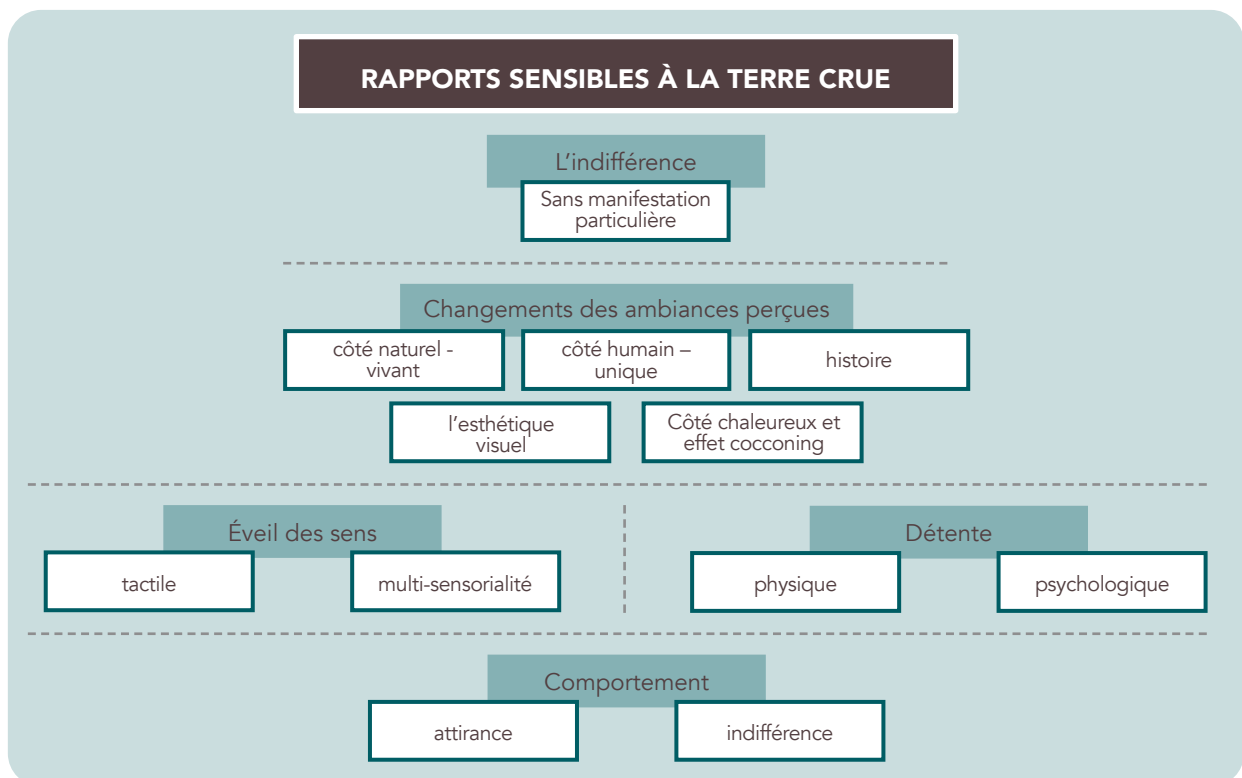 RAPPORTS SENSIBLES À LA TERRE CRUE
L'indifférence
Sans manifestation
particulière
Changements des ambiances perçues
côté naturel -
vivant
côté humain –
unique
histoire
l'esthétique
visuel
Côté chaleureux et
effet cocconing
Éveil des sens
tactile
multi-sensorialité
Détente
physique
psychologique
Comportement
attirance
indifférence